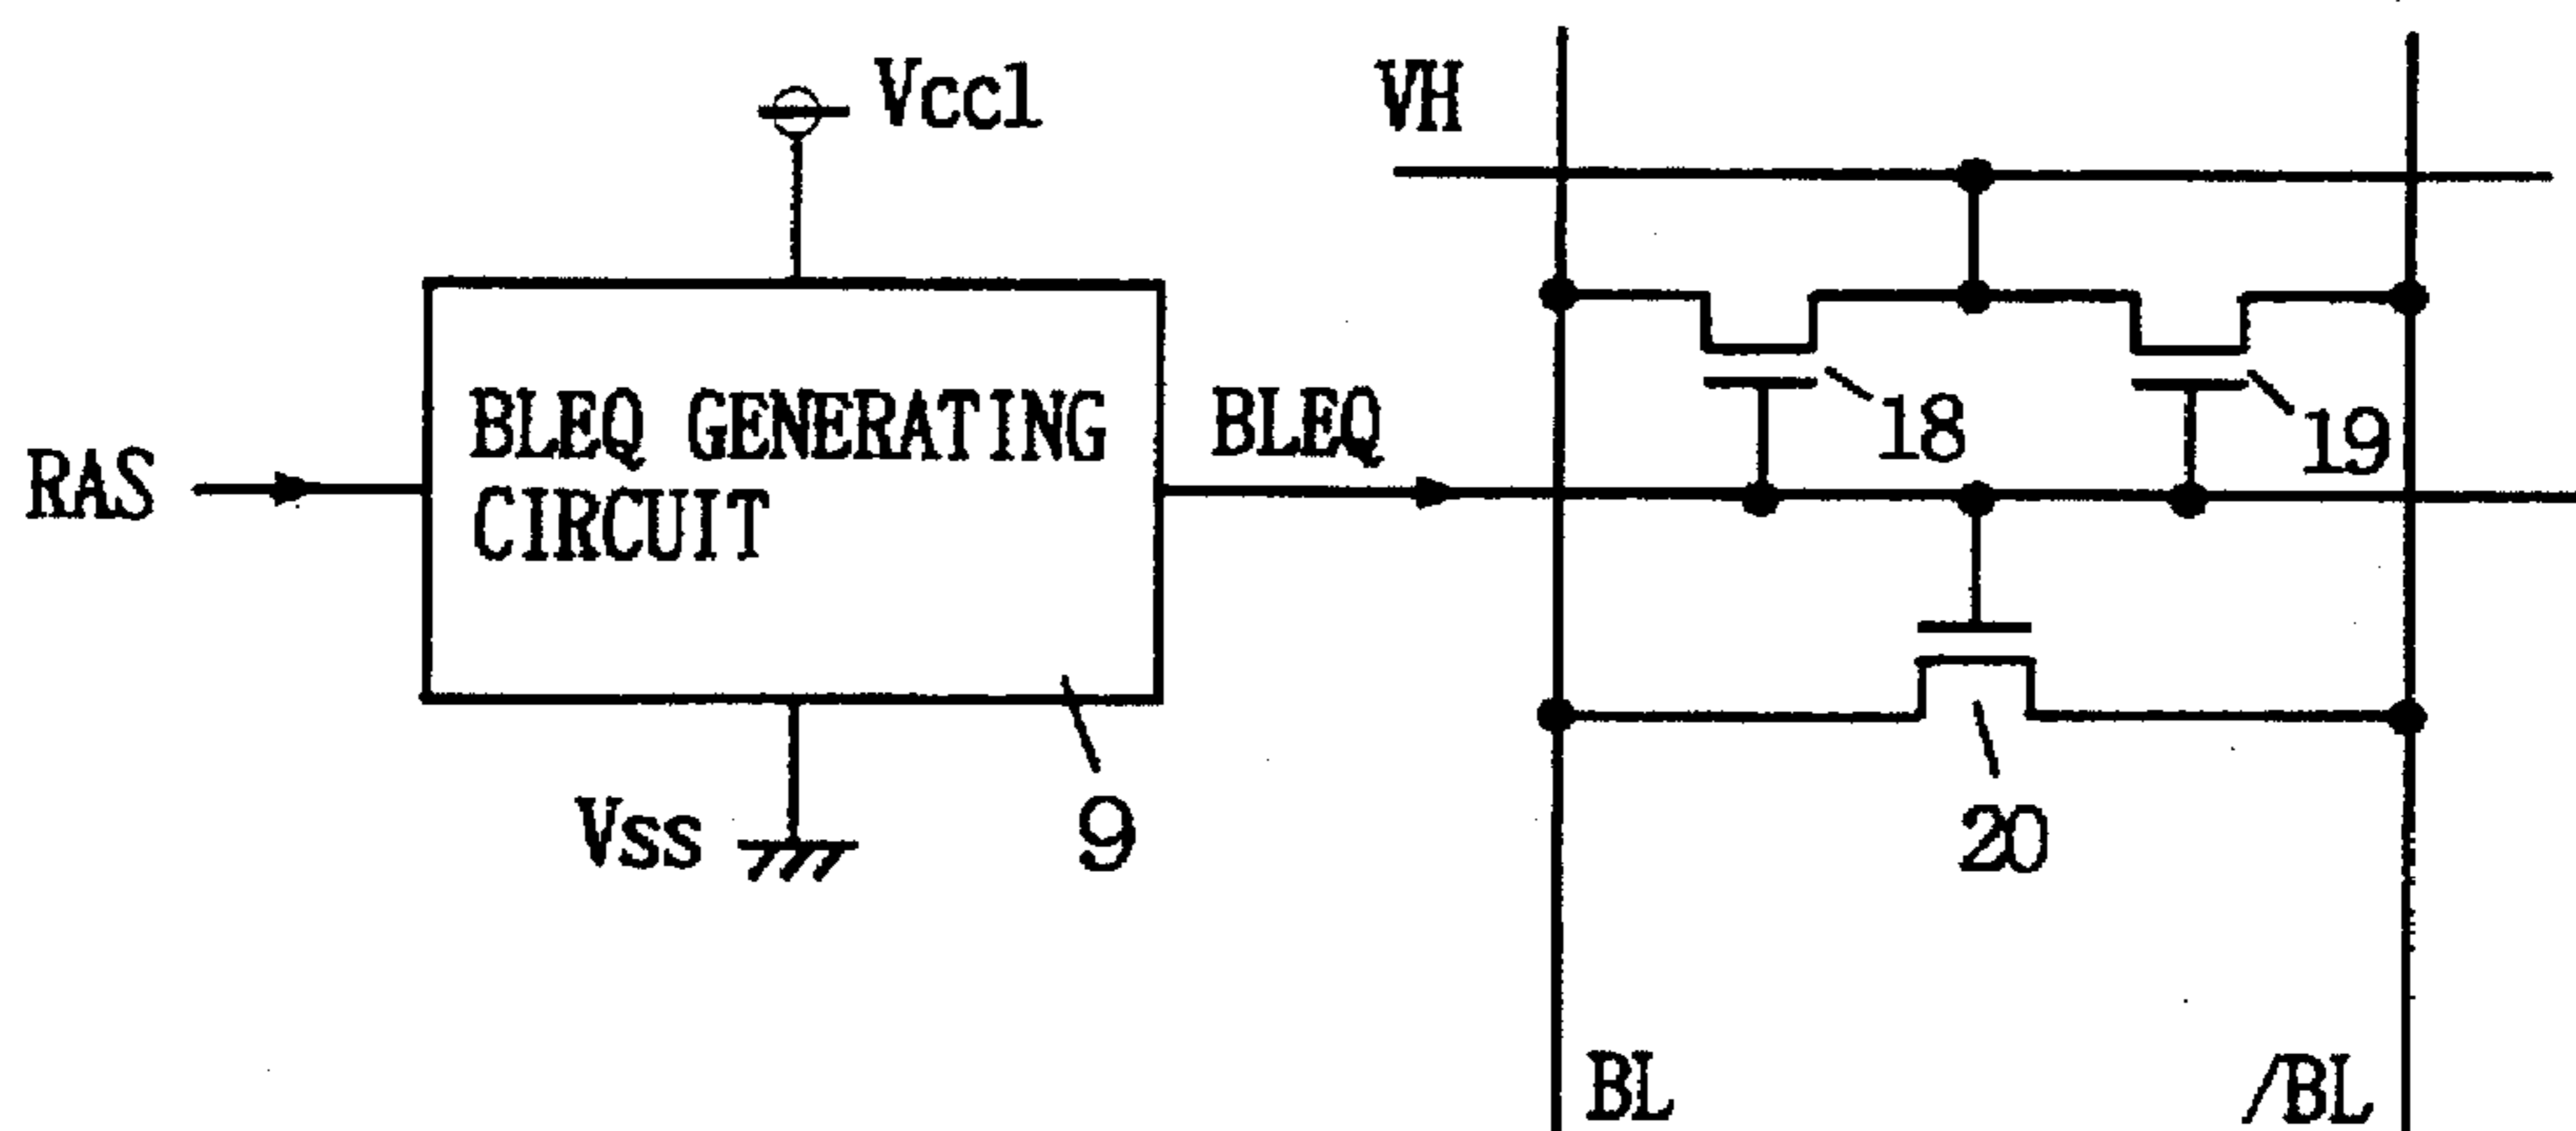 Vcc1
VH
BLEQ GENERATING
CIRCUIT
RAS
BLEQ
18
19
Vss
9
20
BL
/BL